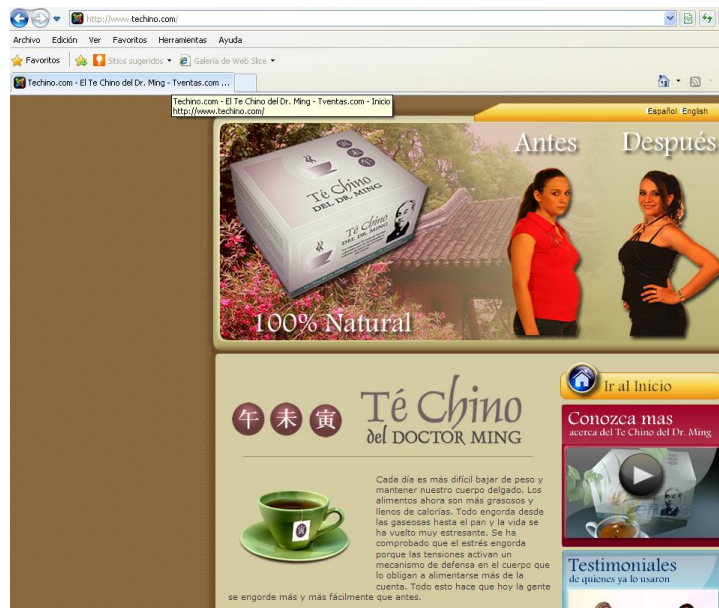 http://www.techino.com/
Archivo Edición Ver Favoritos Herramientas Ayuda
Favoritos Sitios sugeridos Galería de Web Slice
Techino.com - El Te Chino del Dr. Ming - Tventas.com ...
Techino.com - El Te Chino del Dr. Ming - Tventas.com - Inicio
http://www.techino.com/
Español English
Antes Después
午
未
寅
Té Chino
DEL DR. MING
Té Chino
DEL DR. MING
100% Natural
Ir al Inicio
午 未 寅
Té Chino
del DOCTOR MING
Conozca mas
acerca del Te Chino del Dr. Ming
Cada día es más difícil bajar de peso y
mantener nuestro cuerpo delgado. Los
alimentos ahora son más grasosos y
llenos de calorías. Todo engorda desde
las gaseosas hasta el pan y la vida se
ha vuelto muy estresante. Se ha
comprobado que el estrés engorda
porque las tensiones activan un
mecanismo de defensa en el cuerpo que
lo obligan a alimentarse más de la
cuenta. Todo esto hace que hoy la gente
se engorde más y más fácilmente que antes.
寅
Testimoniales
de quienes ya lo usaron